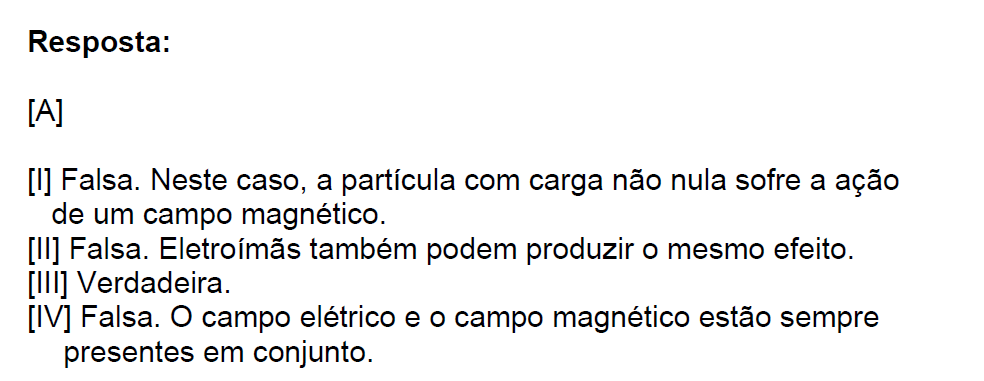 Resposta:
[A]
[I] Falsa. Neste caso, a partícula com carga não nula sofre a ação
de um campo magnético.
[II] Falsa. Eletroímãs também podem produzir o mesmo efeito.
[III] Verdadeira.
[IV] Falsa. O campo elétrico e o campo magnético estão sempre
presentes em conjunto.